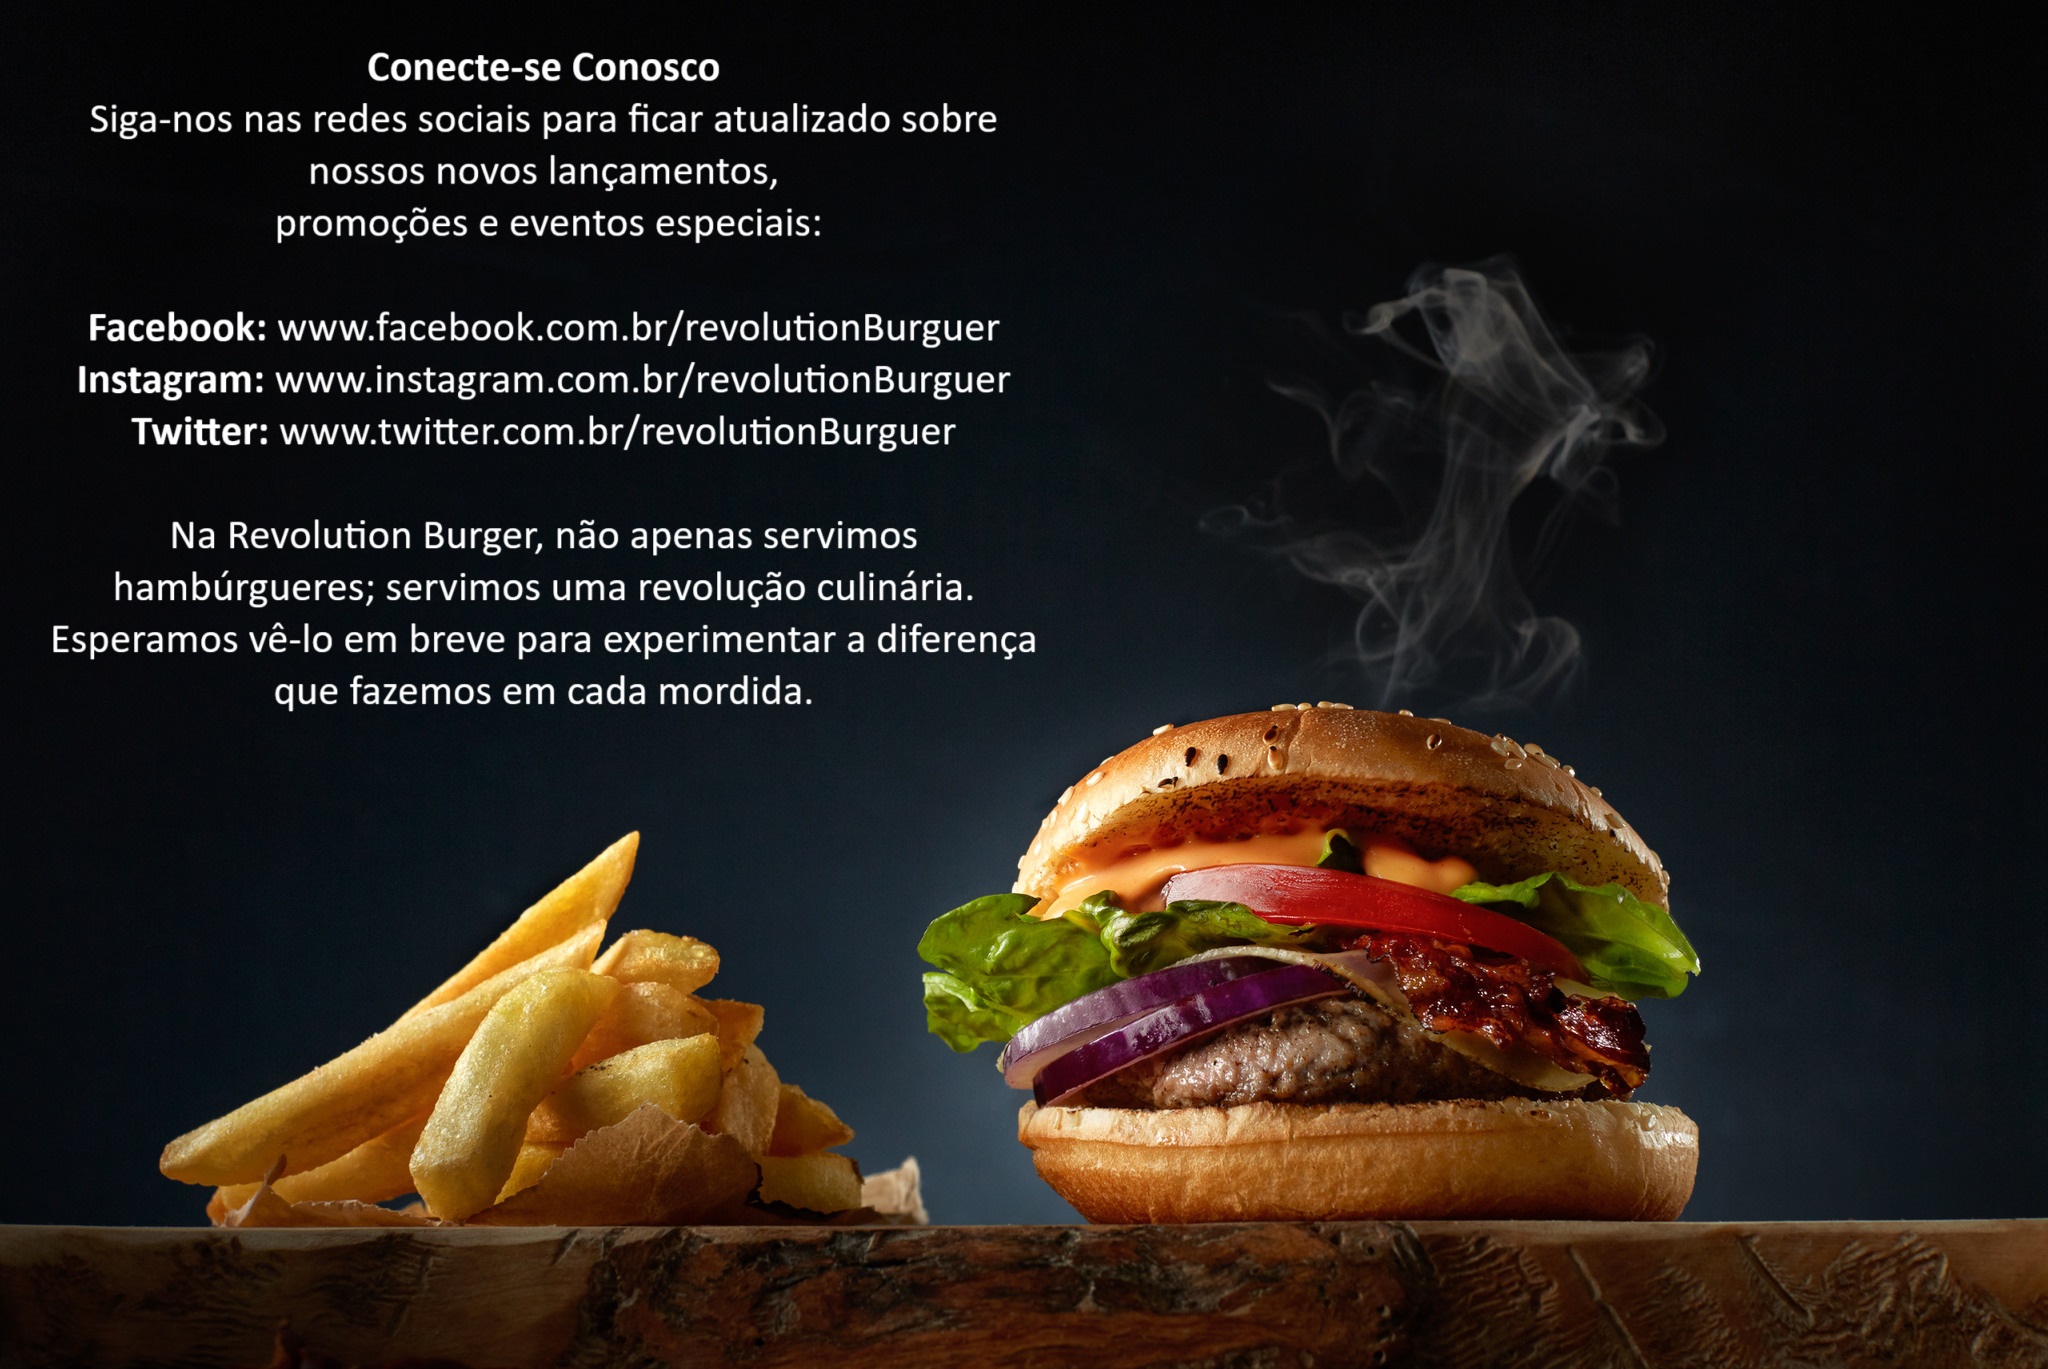 Conecte-se Conosco
Siga-nos nas redes sociais para ficar atualizado sobre
nossos novos lançamentos,
promoções e eventos especiais:
Facebook: www.facebook.com.br/revolutionBurguer
Instagram: www.instagram.com.br/revolutionBurguer
Twitter: www.twitter.com.br/revolutionBurguer
Na Revolution Burger, não apenas servimos
hambúrgueres; servimos uma revolução culinária.
Esperamos vê-lo em breve para experimentar a diferença
que fazemos em cada mordida.